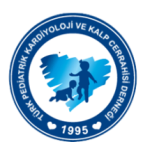 TÜRK PEDİATRİK KARDİYOLOJİ VE KALP CERRAHİSİ DERNEĞİ
1995